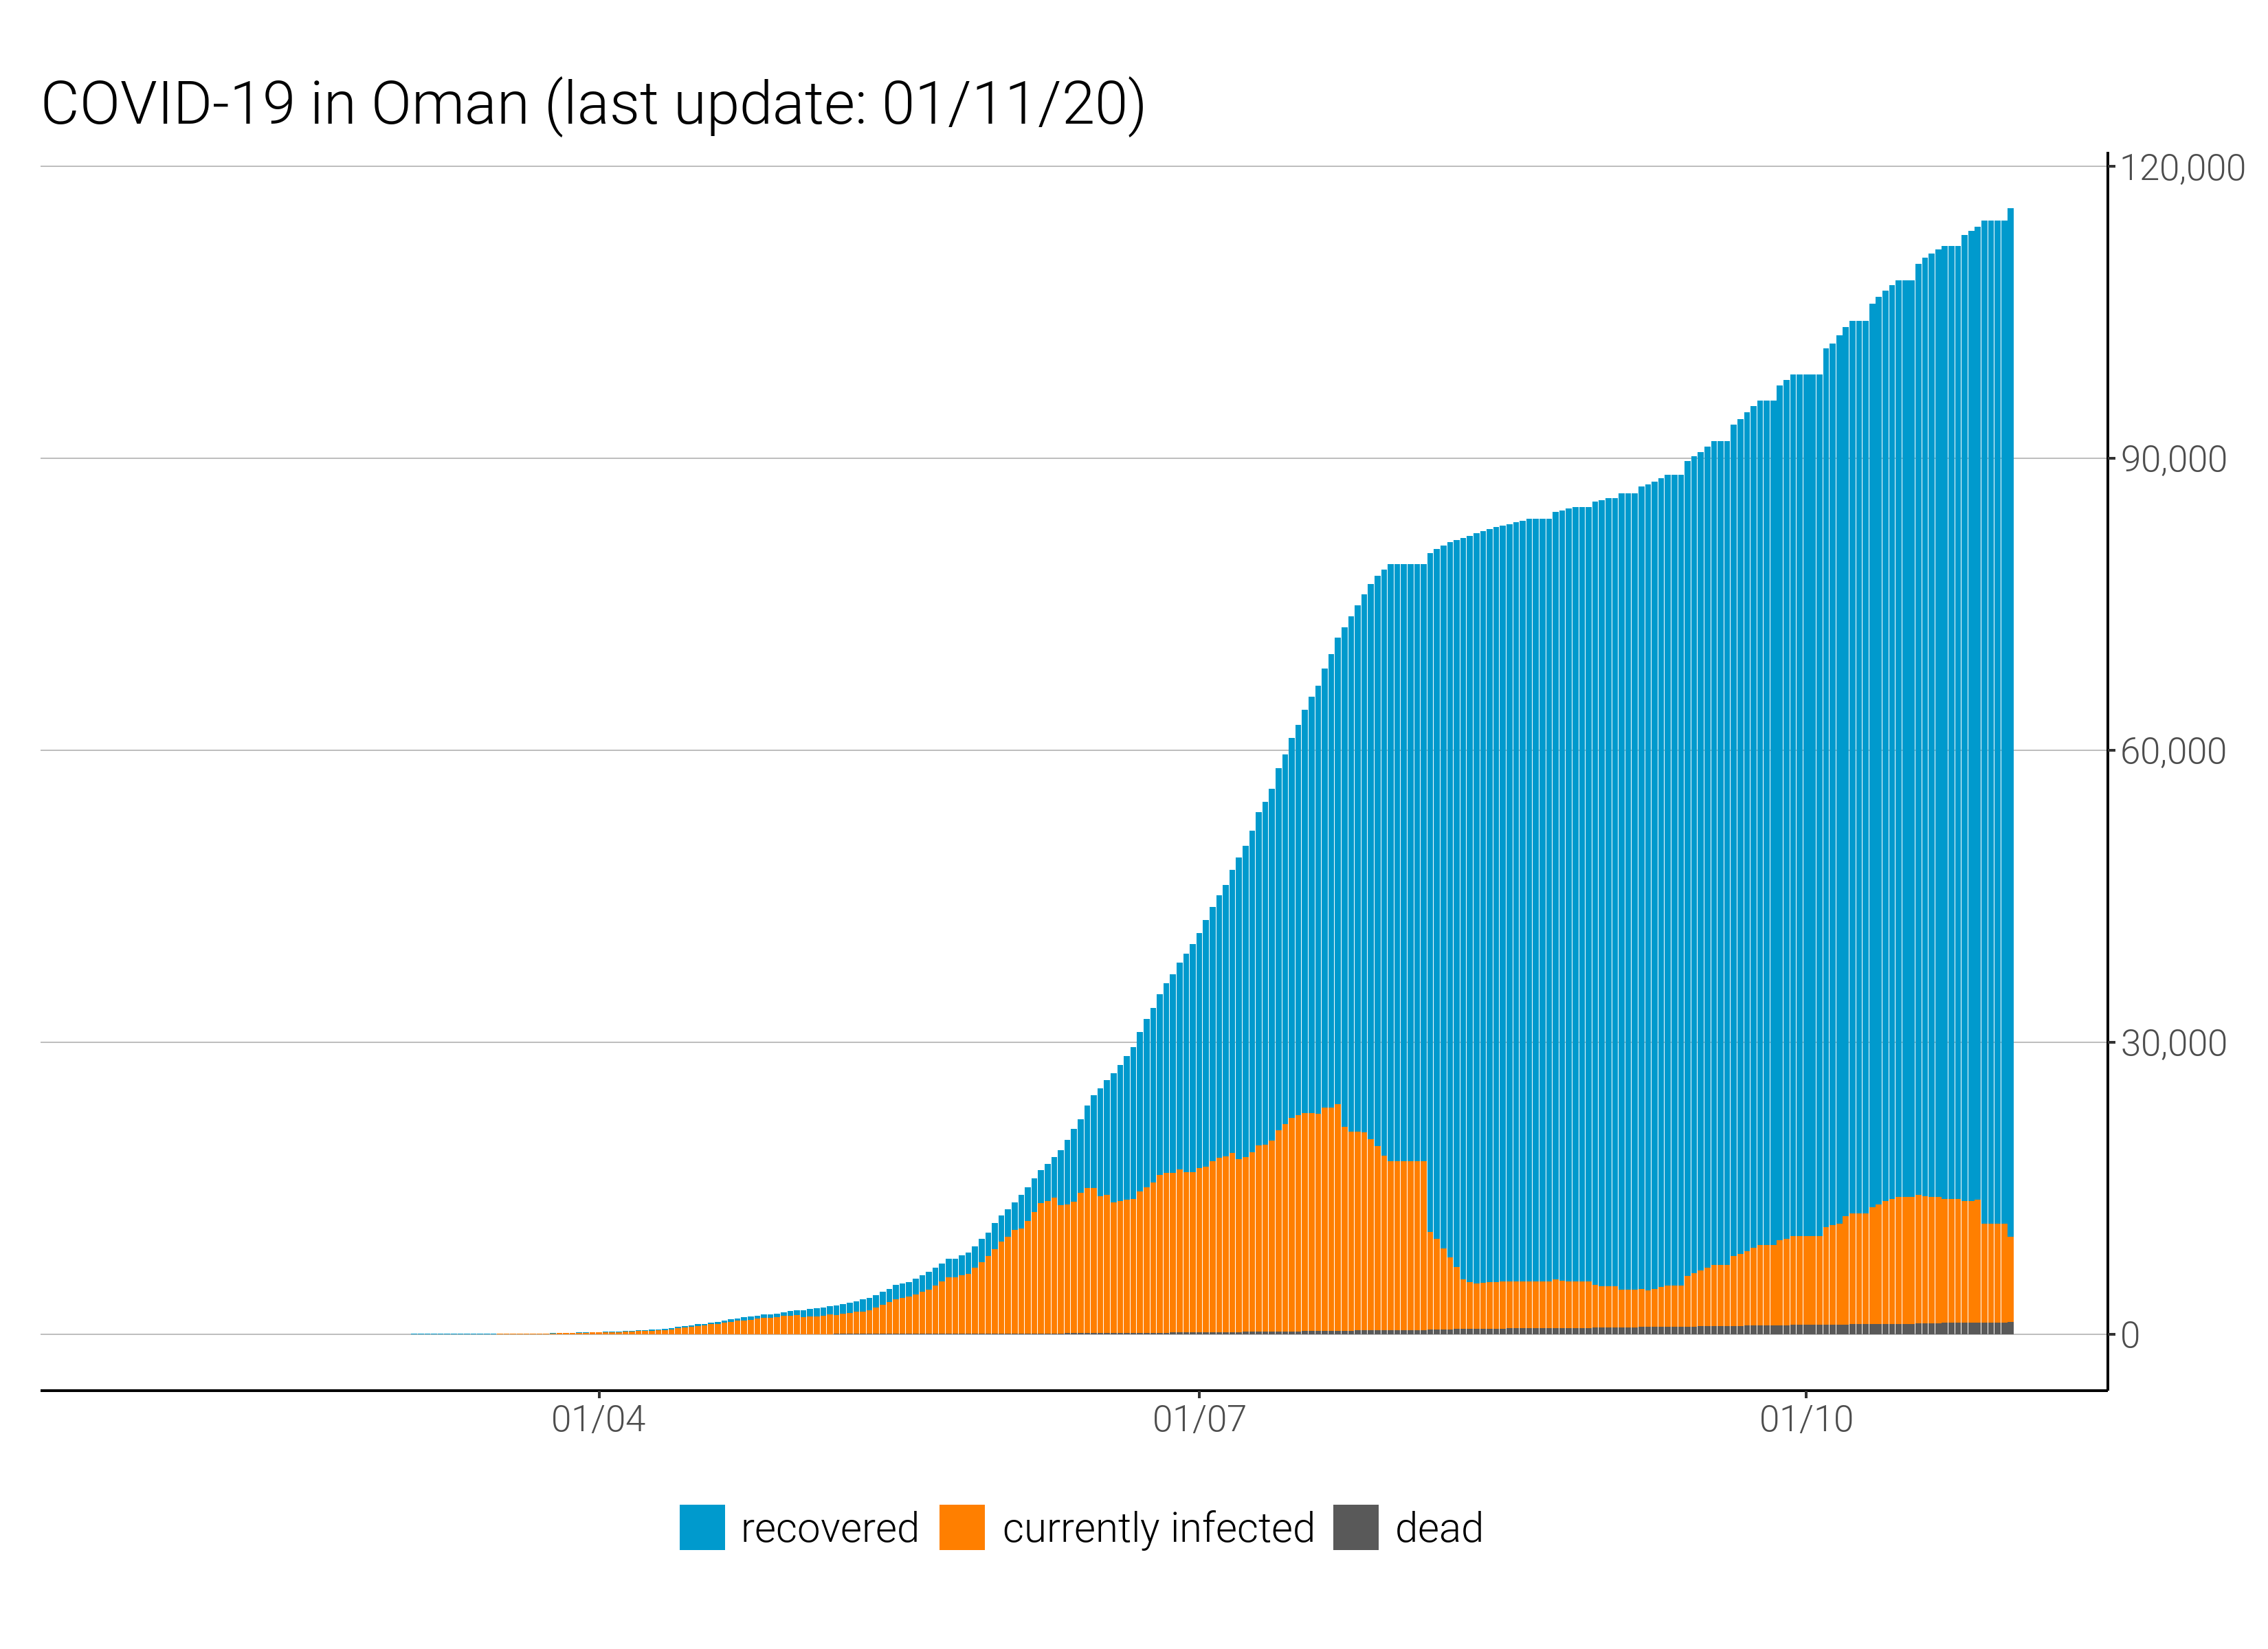 COVID-19 in Oman (last update: 01/11/20)
120,000
90,000
60,000
30,000
0
01/04 01/07 01/10
recovered currently infected dead